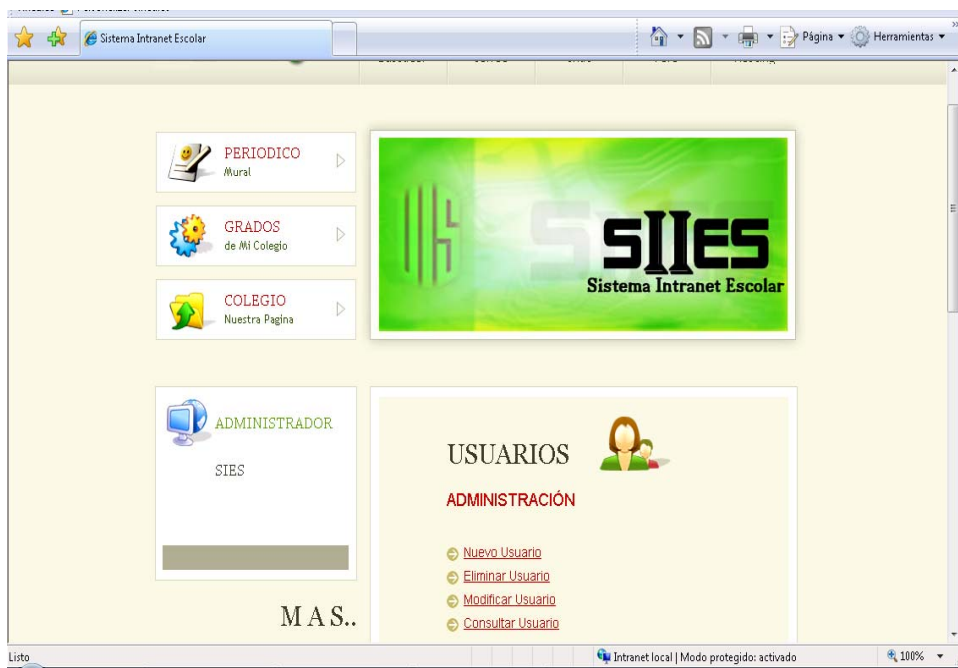 Sistema Intranet Escolar
Página
Herramientas
PERIODICO
Mural
GRADOS
de Mi Colegio
COLEGIO
Nuestra Pagina
SIIES
Sistema Intranet Escolar
ADMINISTRADOR
SIES
USUARIOS
ADMINISTRACIÓN
Nuevo Usuario
Eliminar Usuario
Modificar Usuario
Consultar Usuario
M A S..
Listo
Intranet local | Modo protegido: activado
100%